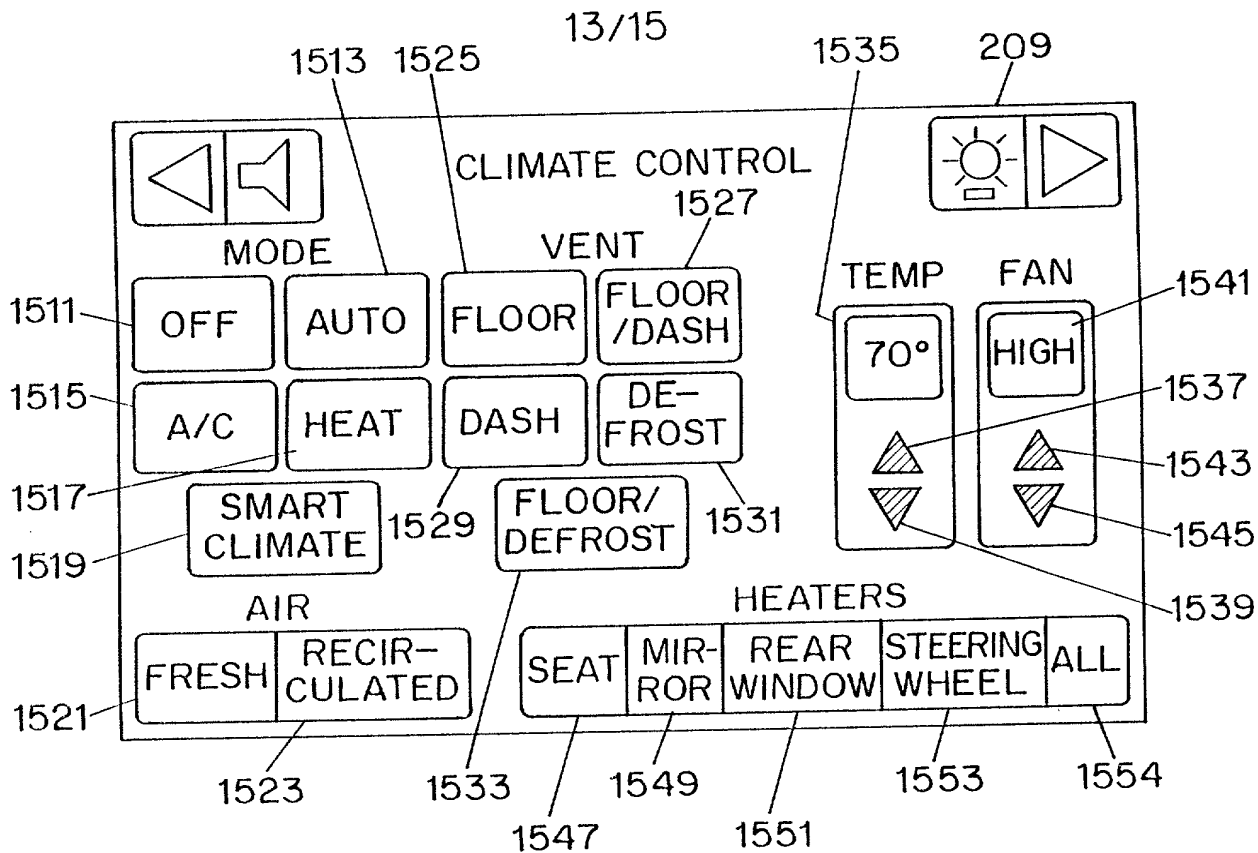 13/15
1513 1525 1535 209
CLIMATE CONTROL
1527
MODE VENT
TEMP FAN
1511 OFF AUTO FLOOR FLOOR
/DASH
70° HIGH 1541
1515 A/C HEAT DASH DE-
FROST
1537
1543
1517 1529 1531
SMART
CLIMATE
FLOOR/
DEFROST
1545
1519
1539
AIR HEATERS
FRESH RECIR-
CULATED
SEAT MIR-
ROR
REAR
WINDOW
STEERING
WHEEL
ALL
1521
1523 1533 1549 1553 1554
1547 1551